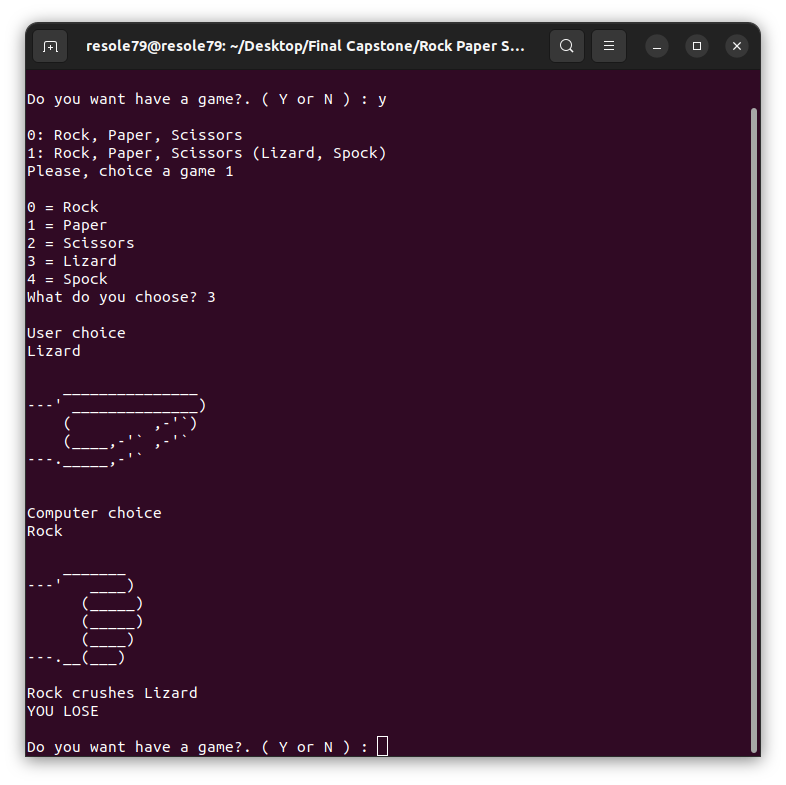 resole79@resole79: ~/Desktop/Final Capstone/Rock Paper S...
Do you want have a game?. ( Y or N ) : y
0: Rock, Paper, Scissors
1: Rock, Paper, Scissors (Lizard, Spock)
Please, choice a game 1
0 = Rock
1 = Paper
2 = Scissors
3 = Lizard
4 = Spock
What do you choose? 3
User choice
Lizard
    _______________
---' ______________)
    (         ,-'`)
    (____,-'` ,-'`
---._____,-'`
Computer choice
Rock
    _______
---'   ____)
      (_____)
      (_____)
      (____)
---.__(___)
Rock crushes Lizard
YOU LOSE
Do you want have a game?. ( Y or N ) :